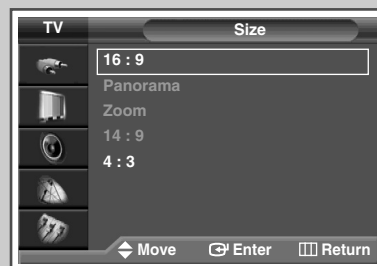 TV Size
16 : 9
Panorama
Zoom
14 : 9
4 : 3
Move Enter Return